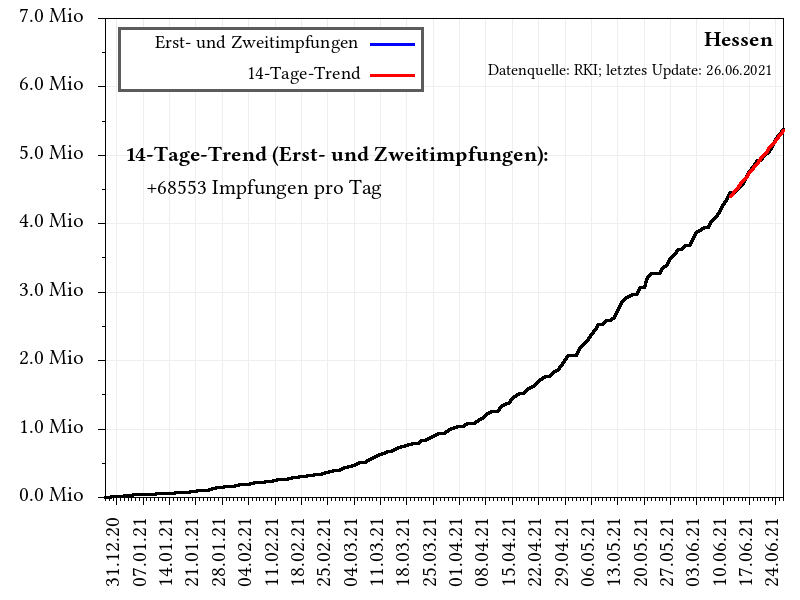 7.0 Mio
6.0 Mio
5.0 Mio
4.0 Mio
3.0 Mio
2.0 Mio
1.0 Mio
0.0 Mio
Erst- und Zweitimpfungen
14-Tage-Trend
Hessen
Datenquelle: RKI; letztes Update: 26.06.2021
14-Tage-Trend (Erst- und Zweitimpfungen):
+68553 Impfungen pro Tag
31.12.20
07.01.21
14.01.21
21.01.21
28.01.21
04.02.21
11.02.21
18.02.21
25.02.21
04.03.21
11.03.21
18.03.21
25.03.21
01.04.21
08.04.21
15.04.21
22.04.21
29.04.21
06.05.21
13.05.21
20.05.21
27.05.21
03.06.21
10.06.21
17.06.21
24.06.21